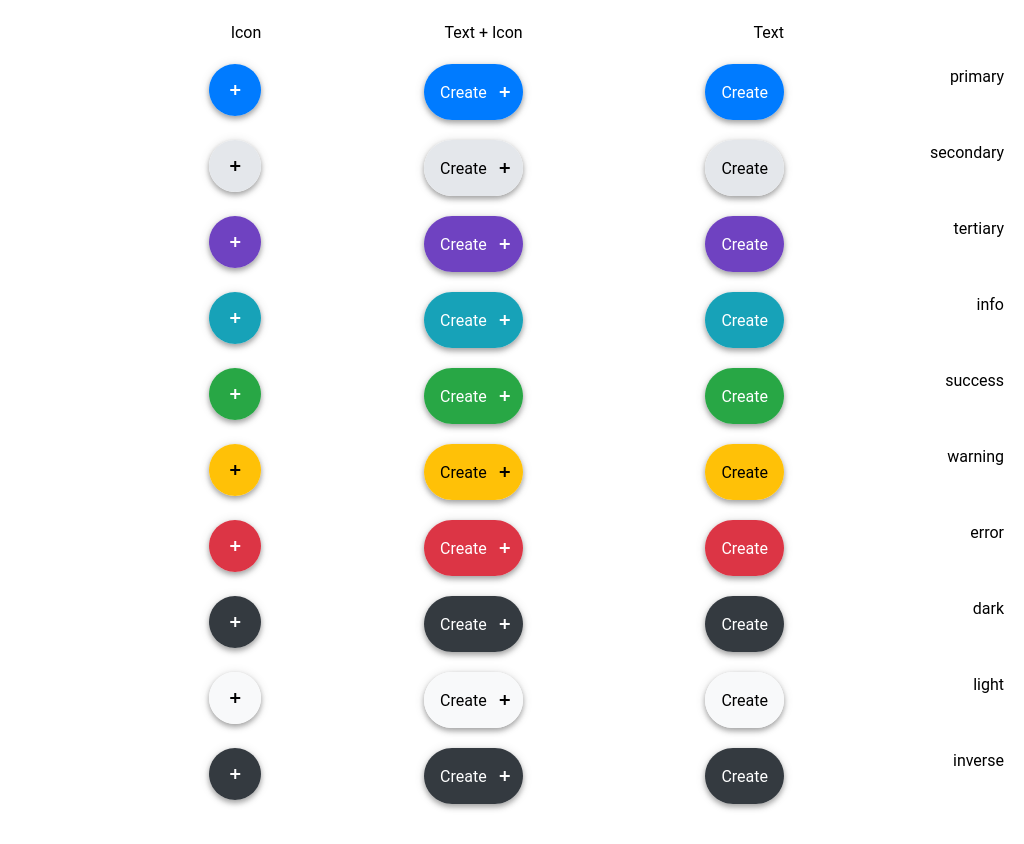 Icon Text + Icon Text
+ Create + Create primary
+ Create + Create secondary
+ Create + Create tertiary
+ Create + Create info
+ Create + Create success
+ Create + Create warning
+ Create + Create error
+ Create + Create dark
+ Create + Create light
+ Create + Create inverse